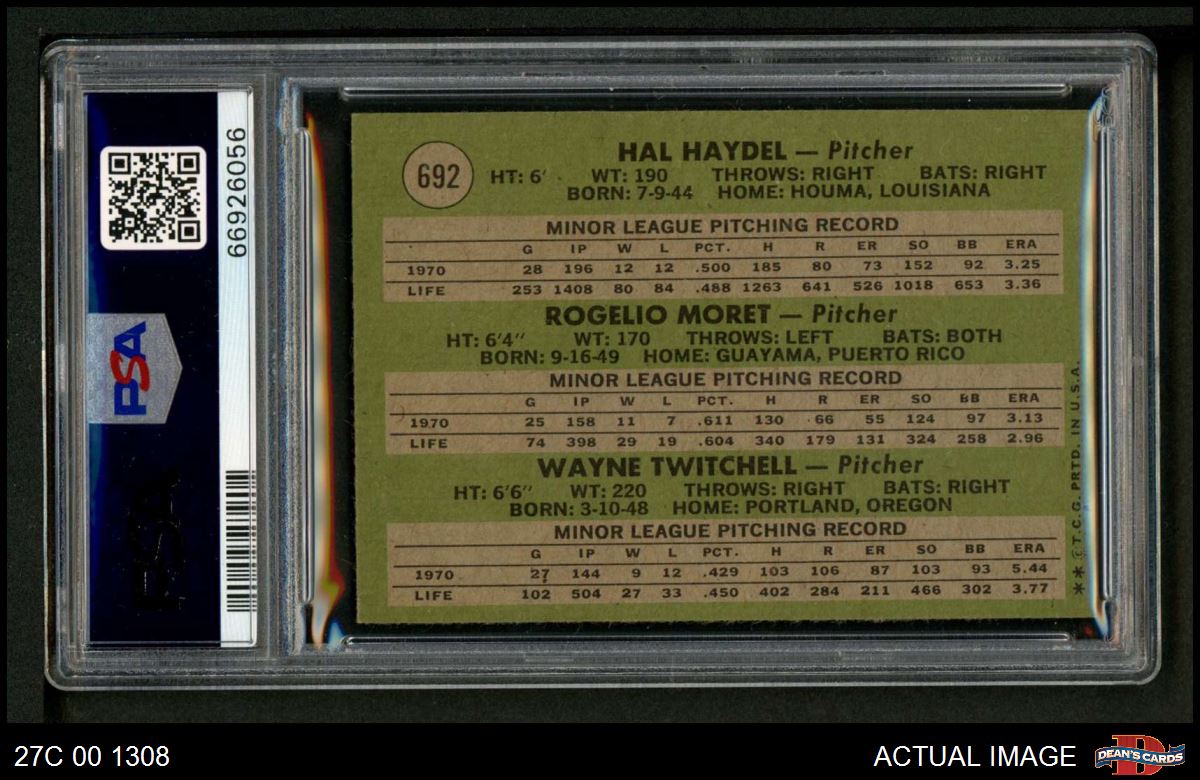 PSA
66926056
692
HAL HAYDEL — Pitcher
HT: 6' WT: 190 THROWS: RIGHT BATS: RIGHT
BORN: 7-9-44 HOME: HOUMA, LOUISIANA
MINOR LEAGUE PITCHING RECORD
G IP W L PCT. H R ER SO BB ERA
1970 28 196 12 12 .500 185 80 73 152 92 3.25
LIFE 253 1408 80 84 .488 1263 641 526 1018 653 3.36
ROGELIO MORET — Pitcher
HT: 6'4" WT: 170 THROWS: LEFT BATS: BOTH
BORN: 9-16-49 HOME: GUAYAMA, PUERTO RICO
MINOR LEAGUE PITCHING RECORD
G IP W L PCT. H R ER SO BB ERA
1970 25 158 11 7 .611 130 66 55 124 97 3.13
LIFE 74 398 29 19 .604 340 179 131 324 258 2.96
WAYNE TWITCHELL — Pitcher
HT: 6'6" WT: 220 THROWS: RIGHT BATS: RIGHT
BORN: 3-10-48 HOME: PORTLAND, OREGON
MINOR LEAGUE PITCHING RECORD
G IP W L PCT. H R ER SO BB ERA
1970 27 144 9 12 .429 103 106 87 103 93 5.44
LIFE 102 504 27 33 .450 402 284 211 466 302 3.77
** © T.C.G. PRTD. IN U.S.A.
27C 00 1308
ACTUAL IMAGE
D
DEAN'S CARDS